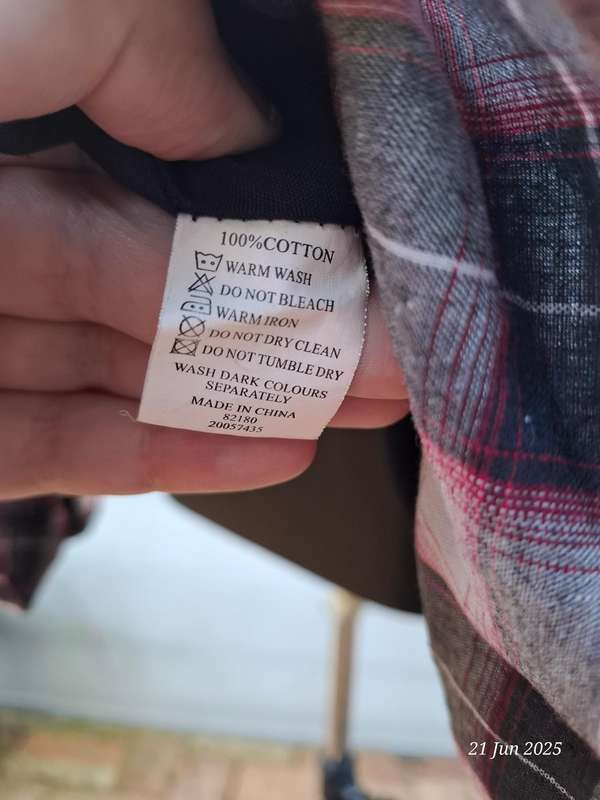 100%COTTON
WARM WASH
DO NOT BLEACH
WARM IRON
DO NOT DRY CLEAN
DO NOT TUMBLE DRY
WASH DARK COLOURS
SEPARATELY
MADE IN CHINA
82180
20057435
21 Jun 2025